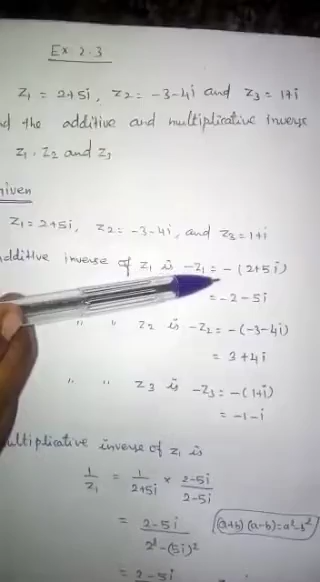 Ex: 2.3
Z₁ = 2+5i, Z₂ = -3-4i and Z₃ = 1+i
the additive and multiplicative inverse
Z₁, Z₂ and Z₃
Z₁ = 2+5i, Z₂ = -3-4i, and Z₃ = 1+i
additive inverse of Z₁ is -Z₁ = -(2+5i)
= -2-5i
" " Z₂ is -Z₂ = -(-3-4i)
= 3+4i
" " Z₃ is -Z₃ = -(1+i)
= -1-i
ultiplicative inverse of Z₁ is
1/Z₁ = 1/(2+5i) × (2-5i)/(2-5i)
= (2-5i)/(2²-(5i)²) (a+b)(a-b)=a²-b²
= 2-5i